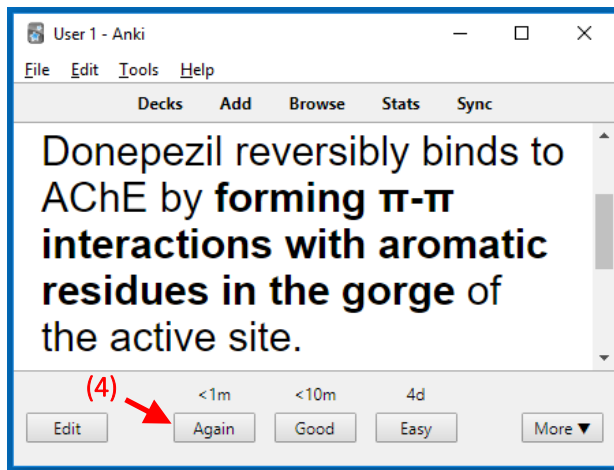 User 1 - Anki
File Edit Tools Help
Decks Add Browse Stats Sync
Donepezil reversibly binds to
AChE by forming π-π
interactions with aromatic
residues in the gorge of
the active site.
(4) <1m <10m 4d
Edit Again Good Easy More ▼